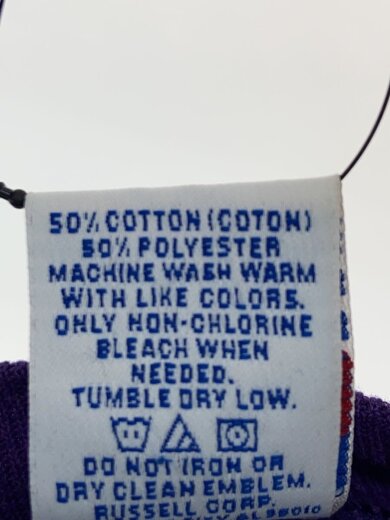 50% COTTON (COTON)
50% POLYESTER
MACHINE WASH WARM
WITH LIKE COLORS.
ONLY NON-CHLORINE
BLEACH WHEN
NEEDED.
TUMBLE DRY LOW.
DO NOT IRON OR
DRY CLEAN EMBLEM.
RUSSELL CORP.